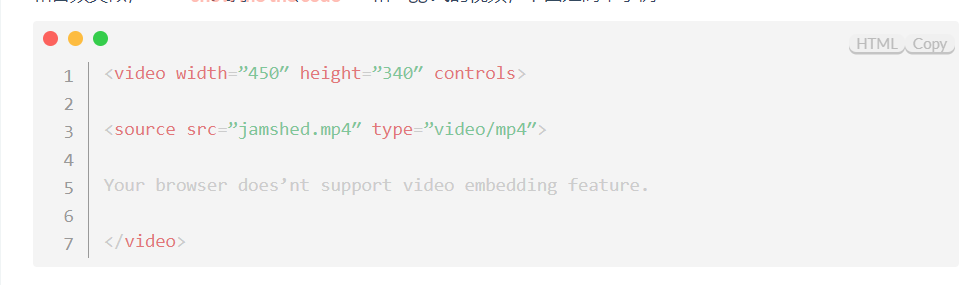 HTML Copy
1 <video width=”450” height=”340” controls>
2
3 <source src=”jamshed.mp4” type=”video/mp4”>
4
5 Your browser does’nt support video embedding feature.
6
7 </video>